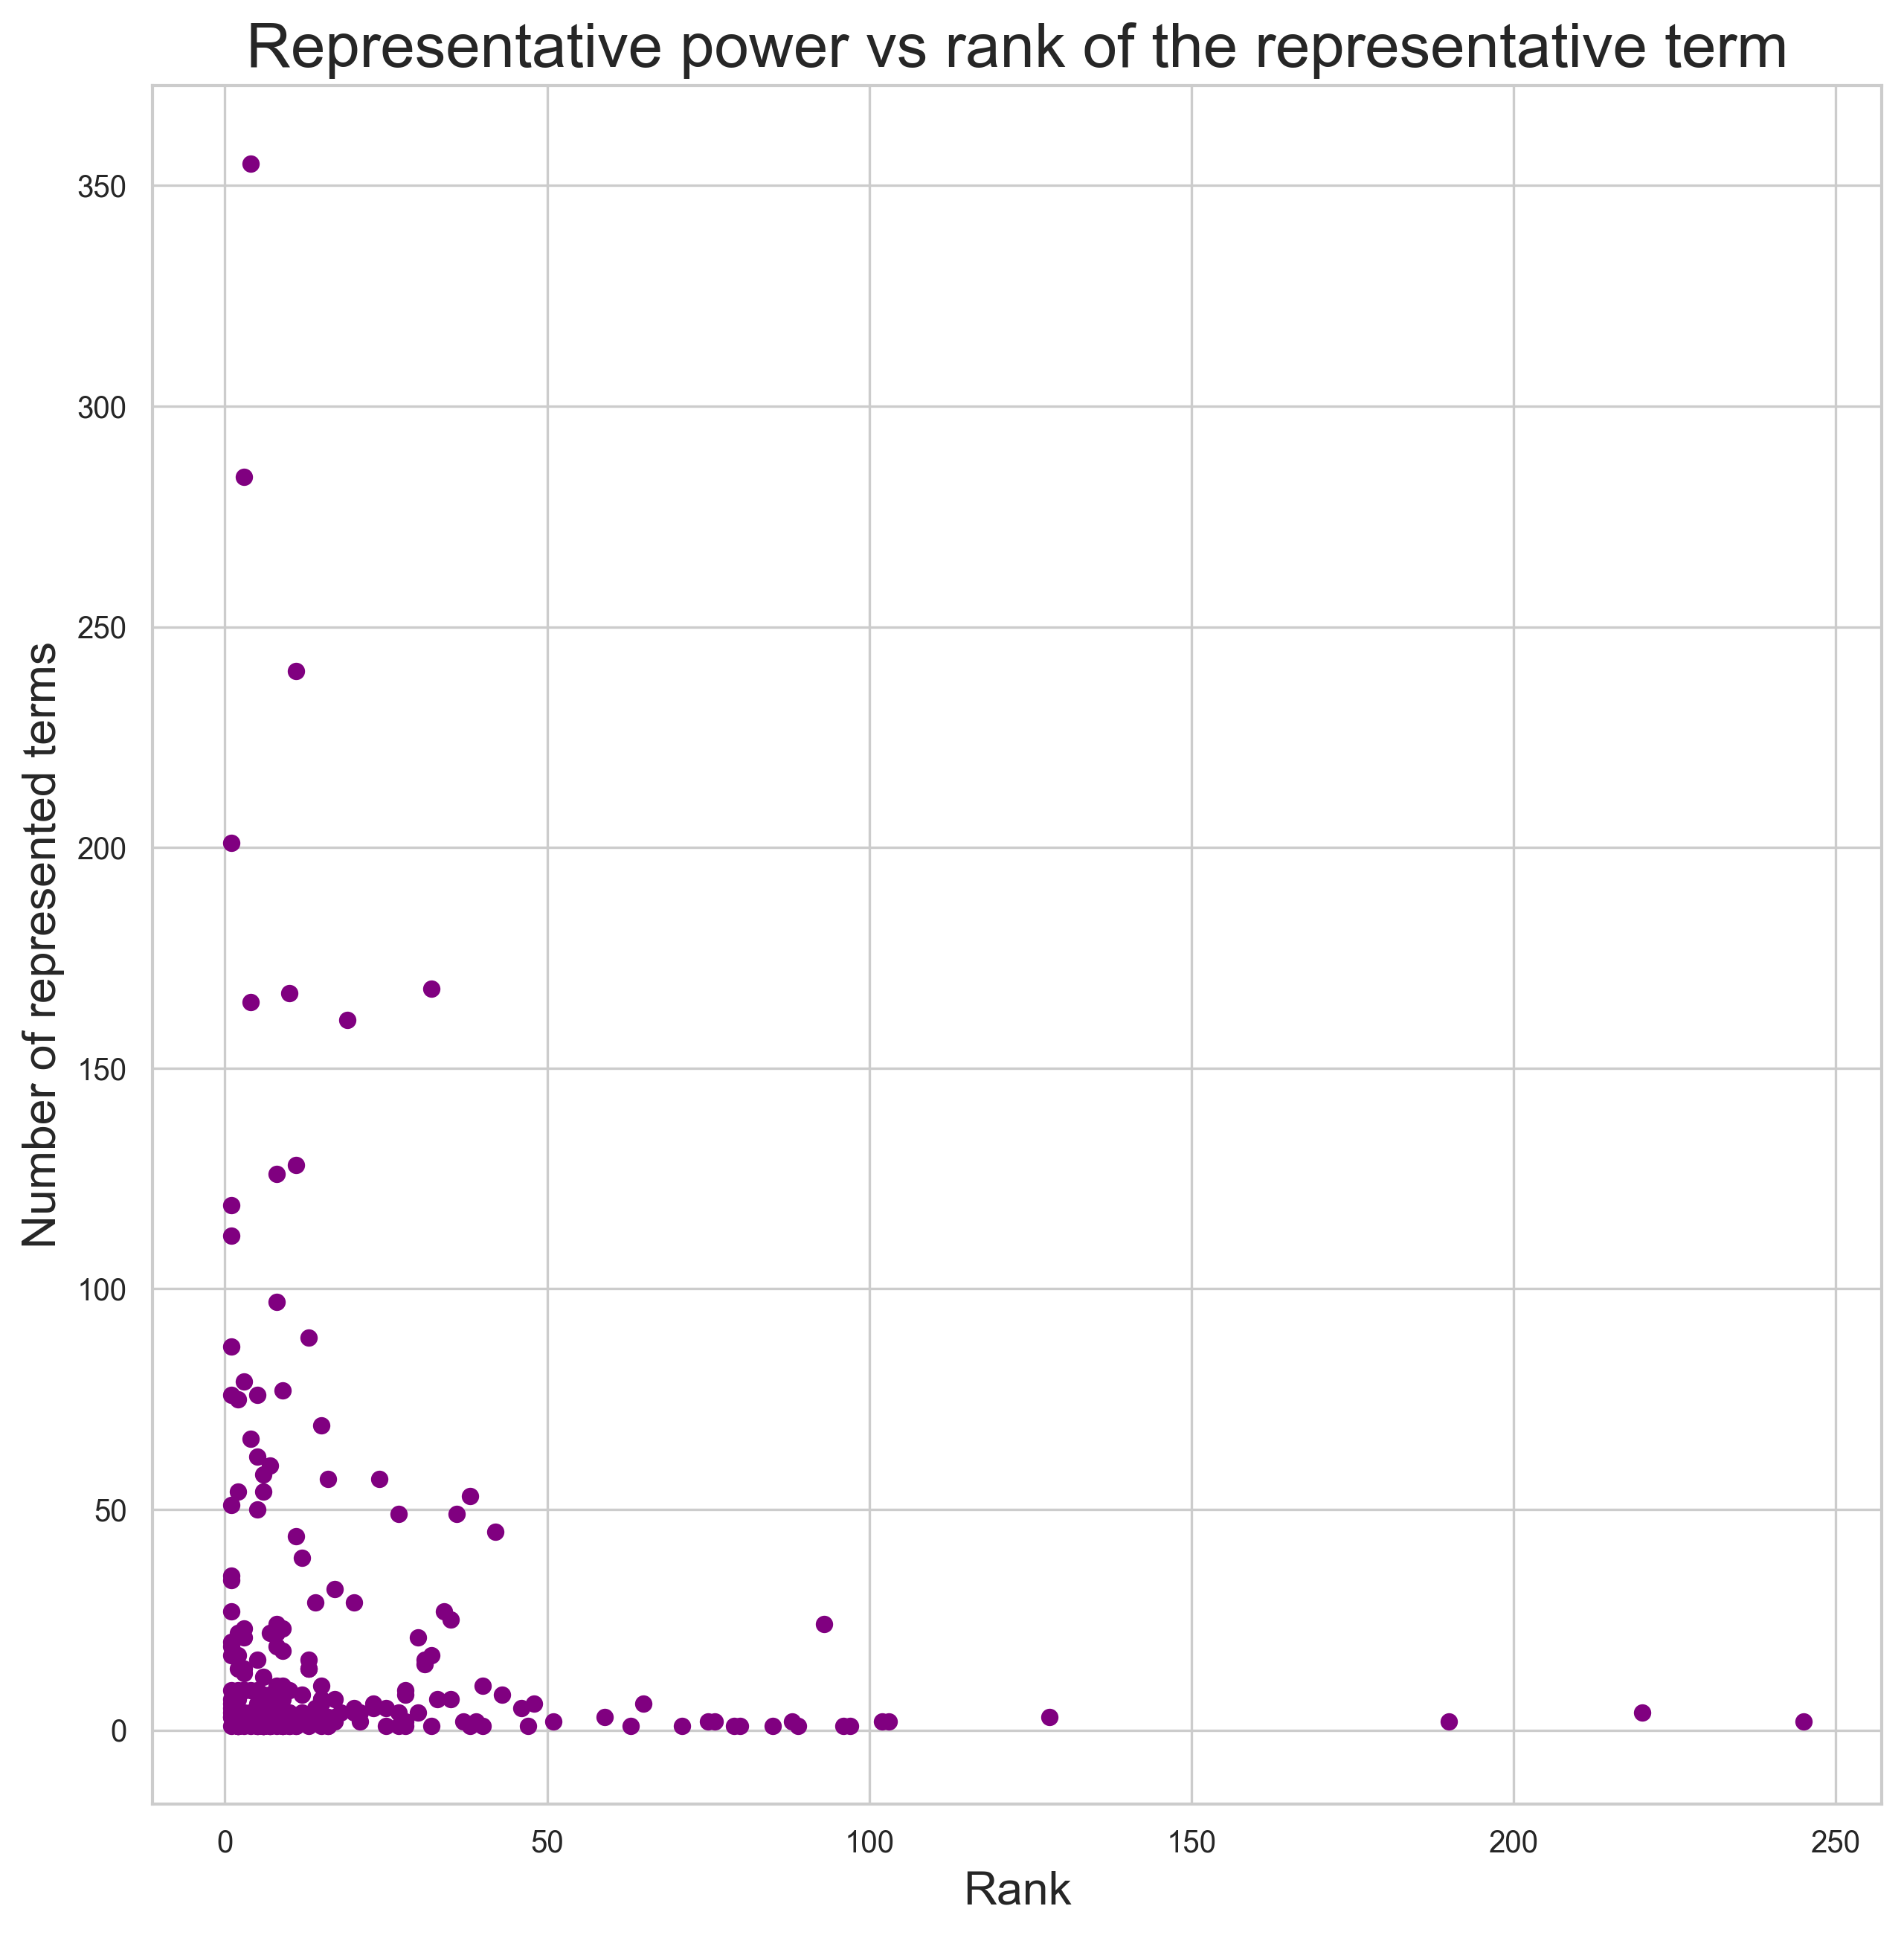 Representative power vs rank of the representative term
Number of represented terms
350
300
250
200
150
100
50
0
0 50 100 150 200 250
Rank